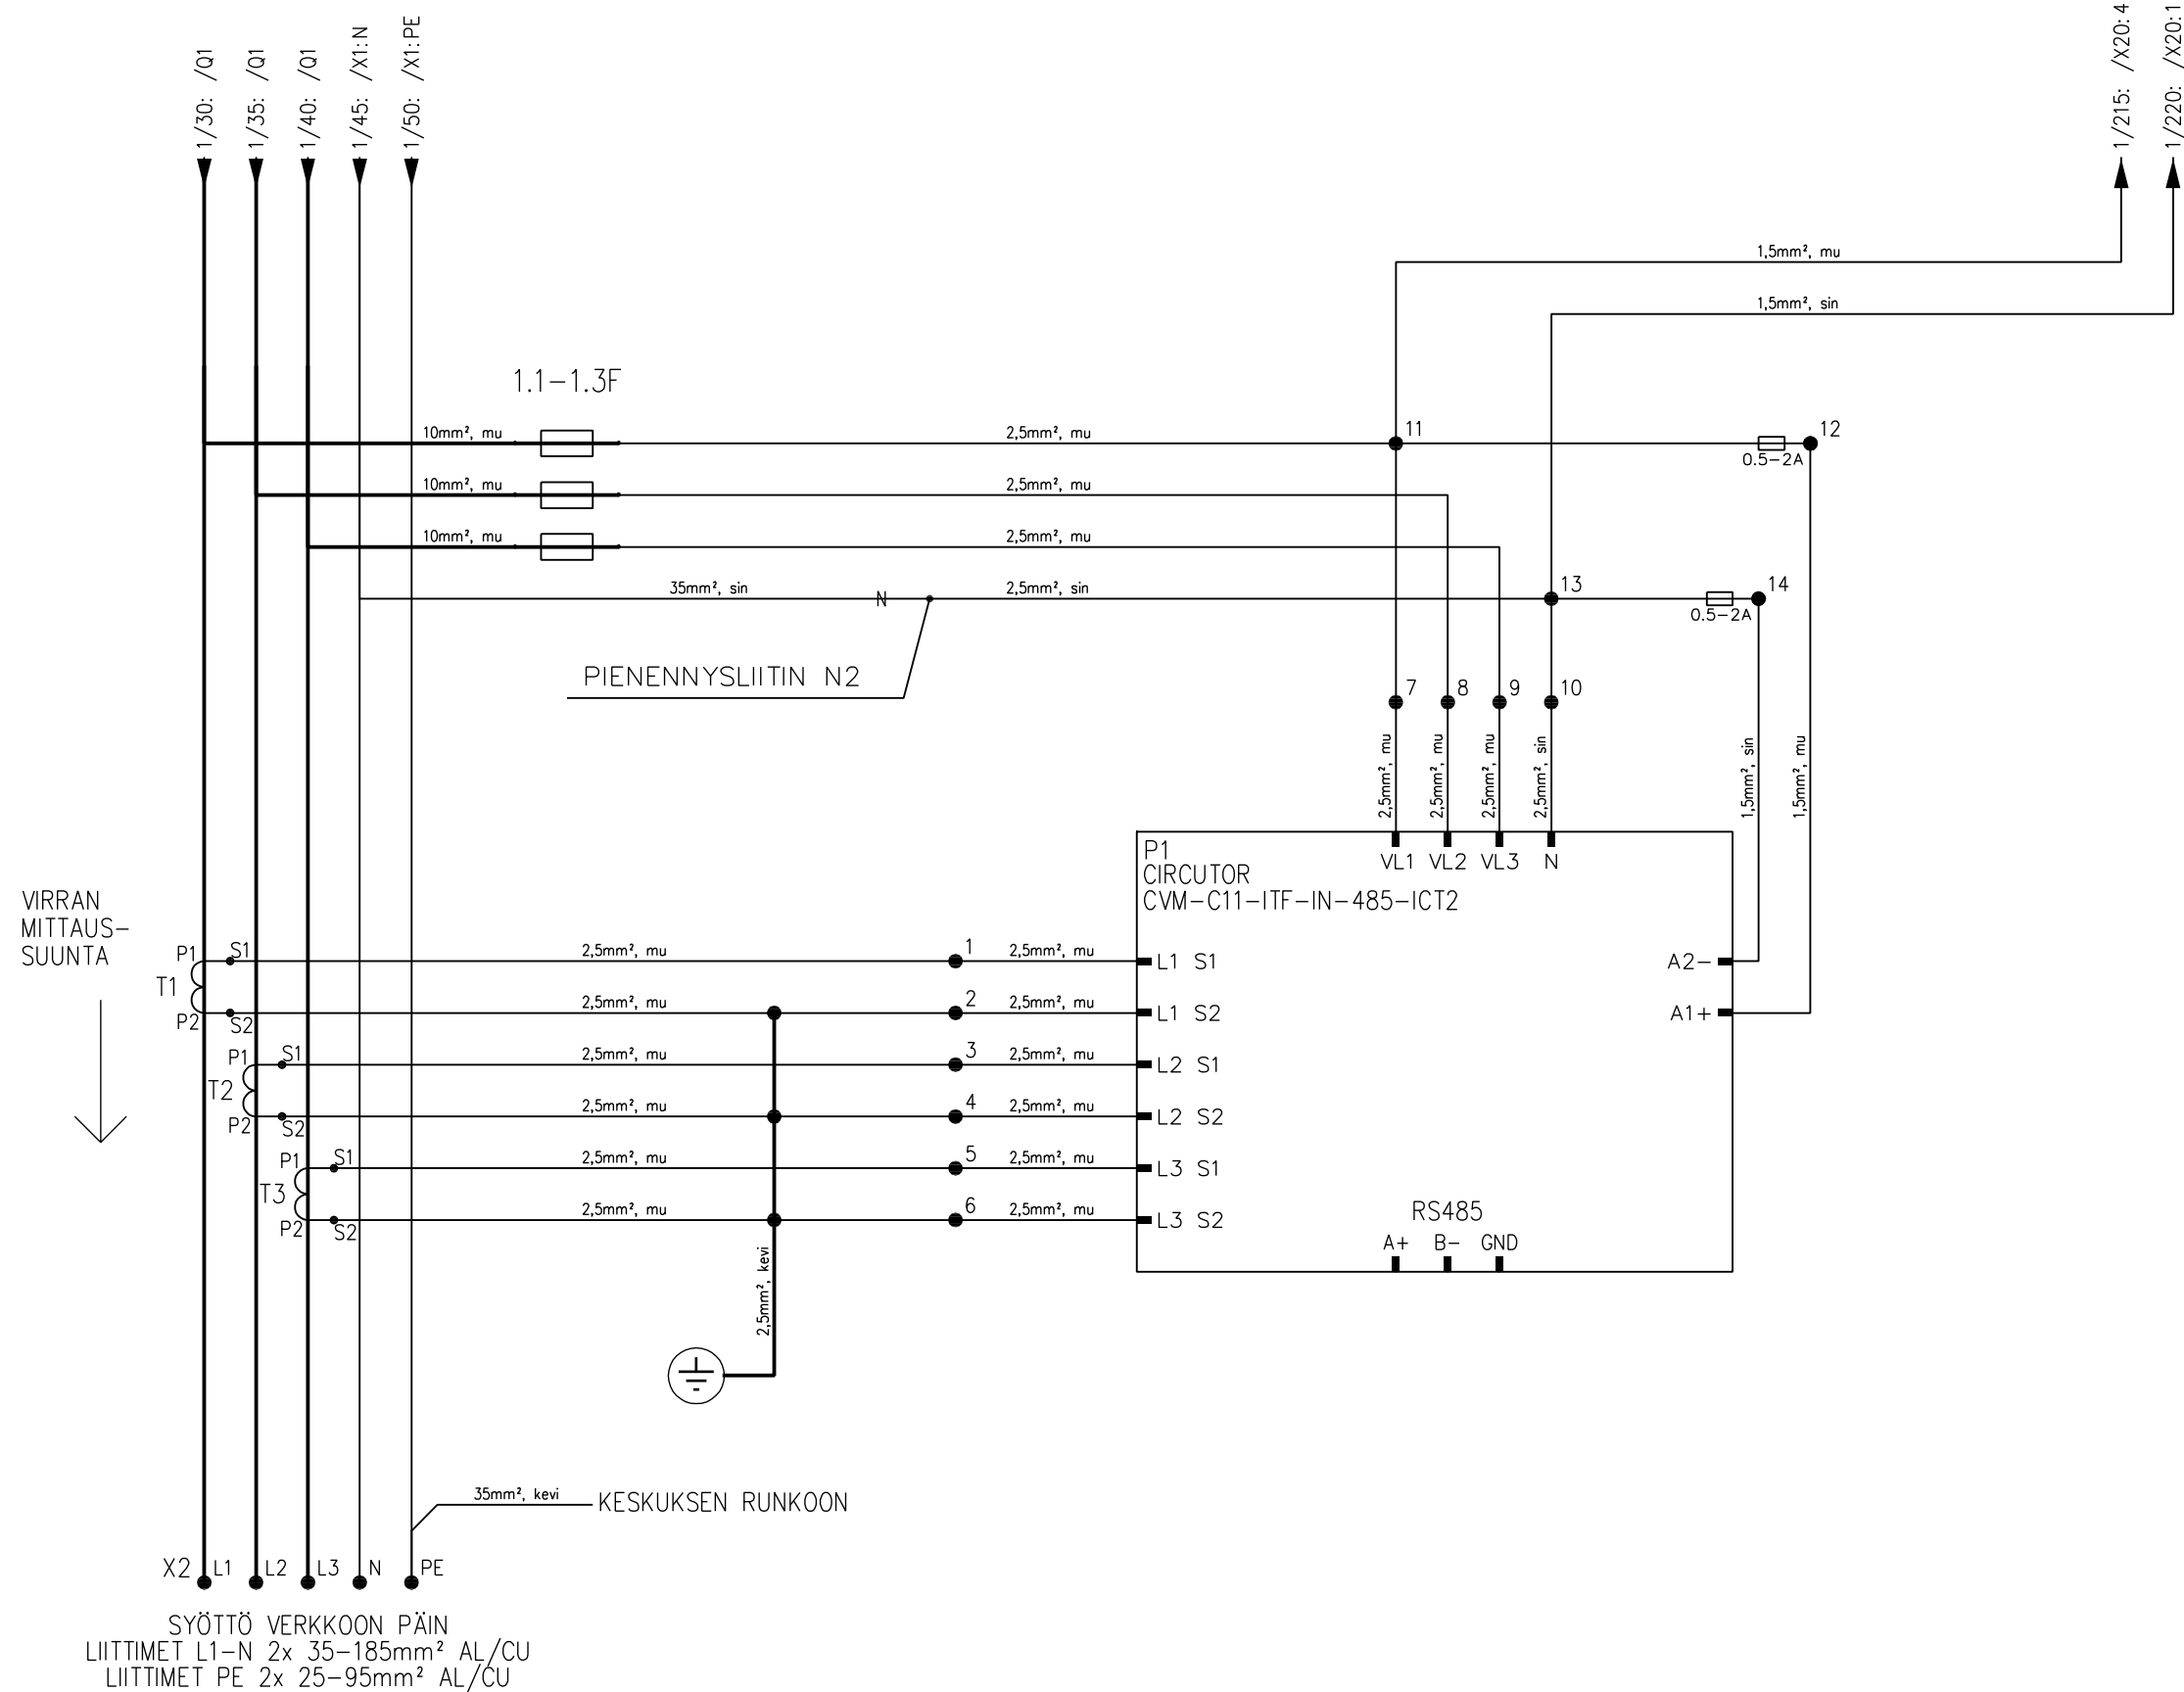 1/30: /Q1
1/35: /Q1
1/40: /Q1
1/45: /X1:N
1/50: /X1:PE
1/215: /X20:4
1/220: /X20:1
1,5mm², mu
1,5mm², sin
1.1-1.3F
10mm², mu
2,5mm², mu
11
0.5-2A
12
10mm², mu
2,5mm², mu
10mm², mu
2,5mm², mu
35mm², sin
N
2,5mm², sin
13
0.5-2A
14
PIENENNYSLIITIN N2
7
8
9
10
2,5mm², mu
2,5mm², mu
2,5mm², mu
2,5mm², sin
1,5mm², sin
1,5mm², mu
P1
CIRCUTOR
CVM-C11-ITF-IN-485-ICT2
VL1
VL2
VL3
N
VIRRAN
MITTAUS-
SUUNTA
P1
S1
T1
P2
S2
2,5mm², mu
1
2,5mm², mu
L1 S1
A2-
2,5mm², mu
2
2,5mm², mu
L1 S2
A1+
P1
S1
T2
P2
S2
2,5mm², mu
3
2,5mm², mu
L2 S1
2,5mm², mu
4
2,5mm², mu
L2 S2
P1
S1
T3
P2
S2
2,5mm², mu
5
2,5mm², mu
L3 S1
2,5mm², mu
6
2,5mm², mu
L3 S2
RS485
A+
B-
GND
2,5mm², kevi
35mm², kevi
KESKUKSEN RUNKOON
X2
L1
L2
L3
N
PE
SYÖTTÖ VERKKOON PÄIN
LIITTIMET L1-N 2x 35-185mm² AL/CU
LIITTIMET PE 2x 25-95mm² AL/CU